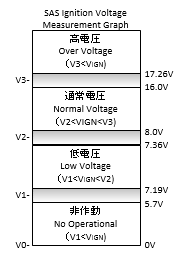 SAS Ignition Voltage
Measurement Graph
高電圧
Over Voltage
(V3<VIGN)
V3-
17.26V
16.0V
通常電圧
Normal Voltage
(V2<VIGN<V3)
V2-
8.0V
7.36V
低電圧
Low Voltage
(V1<VIGN<V2)
V1-
7.19V
5.7V
非作動
No Operational
(V1<VIGN)
V0-
0V